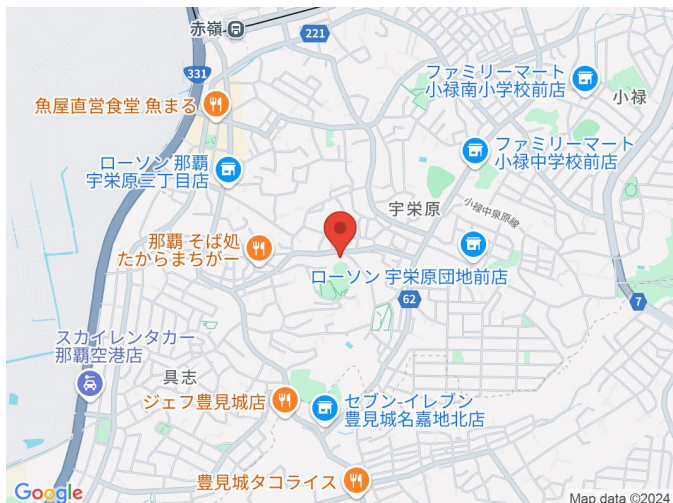 赤嶺
221
331
ファミリーマート
小禄南小学校前店
小禄
魚屋直営食堂 魚まる
ファミリーマート
小禄中学校前店
ローソン 那覇
宇栄原三丁目店
宇栄原
小禄中泉原線
那覇 そば処
たからまちがー
ローソン 宇栄原団地前店
62
7
スカイレンタカー
那覇空港店
具志
ジェフ豊見城店
セブン-イレブン
豊見城名嘉地北店
豊見城タコライス
Google
Map data ©2024